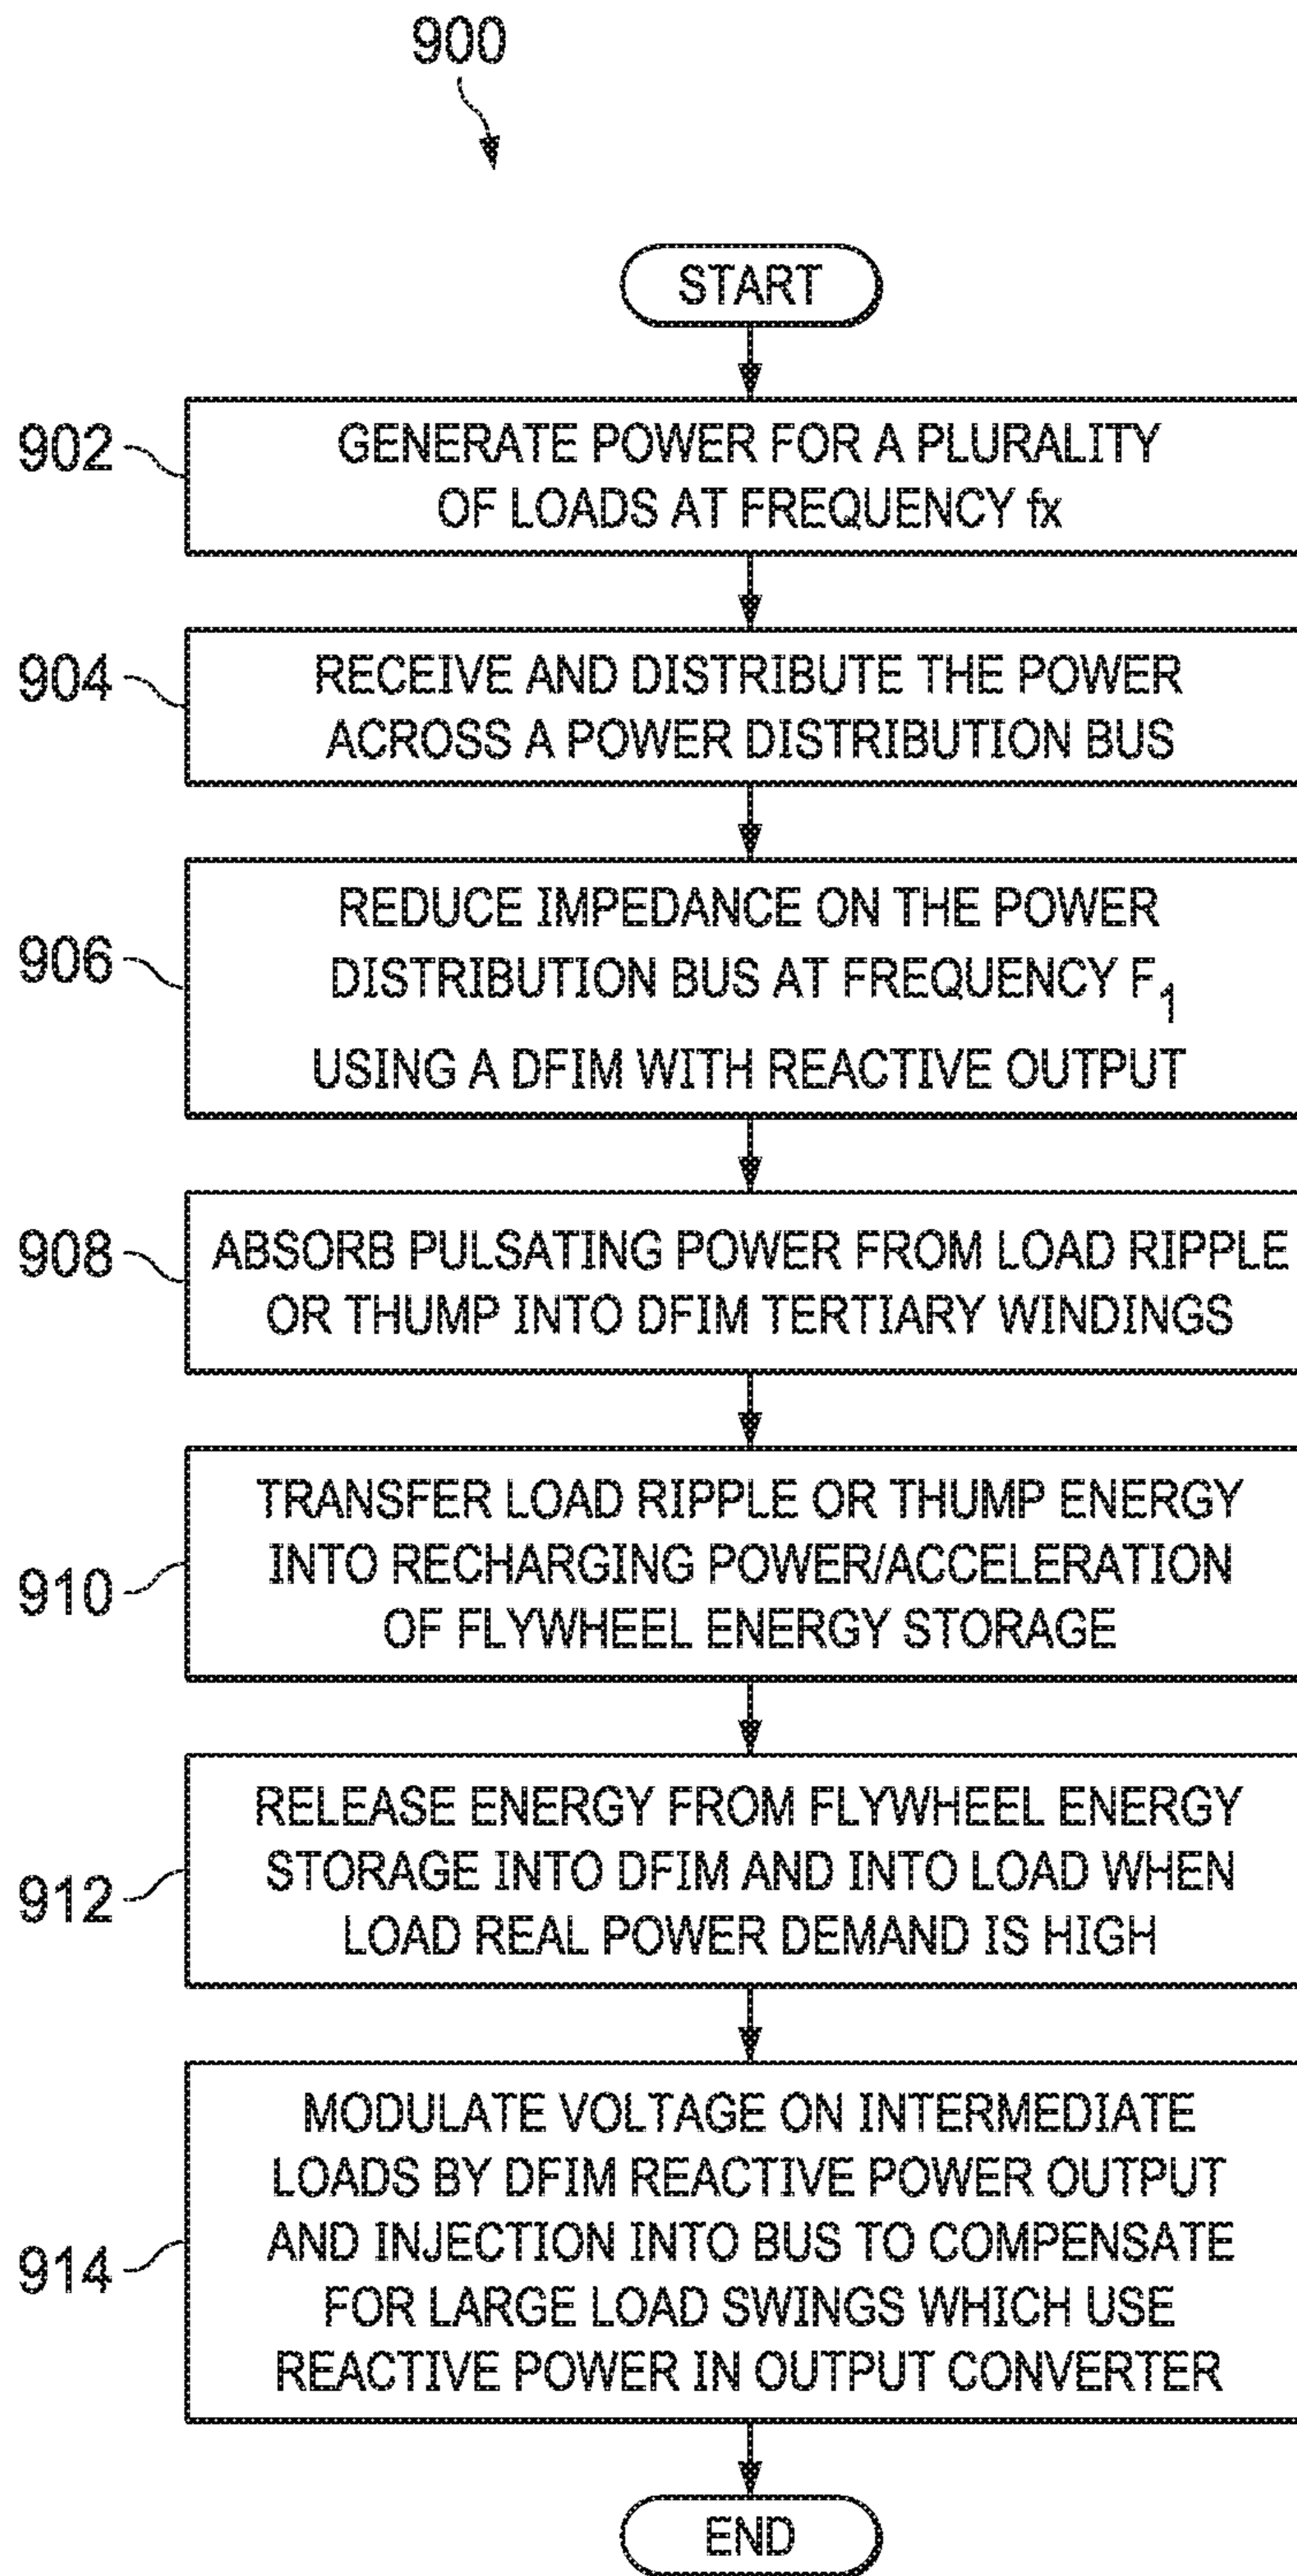 900
START
902
GENERATE POWER FOR A PLURALITY
OF LOADS AT FREQUENCY fx
904
RECEIVE AND DISTRIBUTE THE POWER
ACROSS A POWER DISTRIBUTION BUS
906
REDUCE IMPEDANCE ON THE POWER
DISTRIBUTION BUS AT FREQUENCY F₁
USING A DFIM WITH REACTIVE OUTPUT
908
ABSORB PULSATING POWER FROM LOAD RIPPLE
OR THUMP INTO DFIM TERTIARY WINDINGS
910
TRANSFER LOAD RIPPLE OR THUMP ENERGY
INTO RECHARGING POWER/ACCELERATION
OF FLYWHEEL ENERGY STORAGE
912
RELEASE ENERGY FROM FLYWHEEL ENERGY
STORAGE INTO DFIM AND INTO LOAD WHEN
LOAD REAL POWER DEMAND IS HIGH
914
MODULATE VOLTAGE ON INTERMEDIATE
LOADS BY DFIM REACTIVE POWER OUTPUT
AND INJECTION INTO BUS TO COMPENSATE
FOR LARGE LOAD SWINGS WHICH USE
REACTIVE POWER IN OUTPUT CONVERTER
END